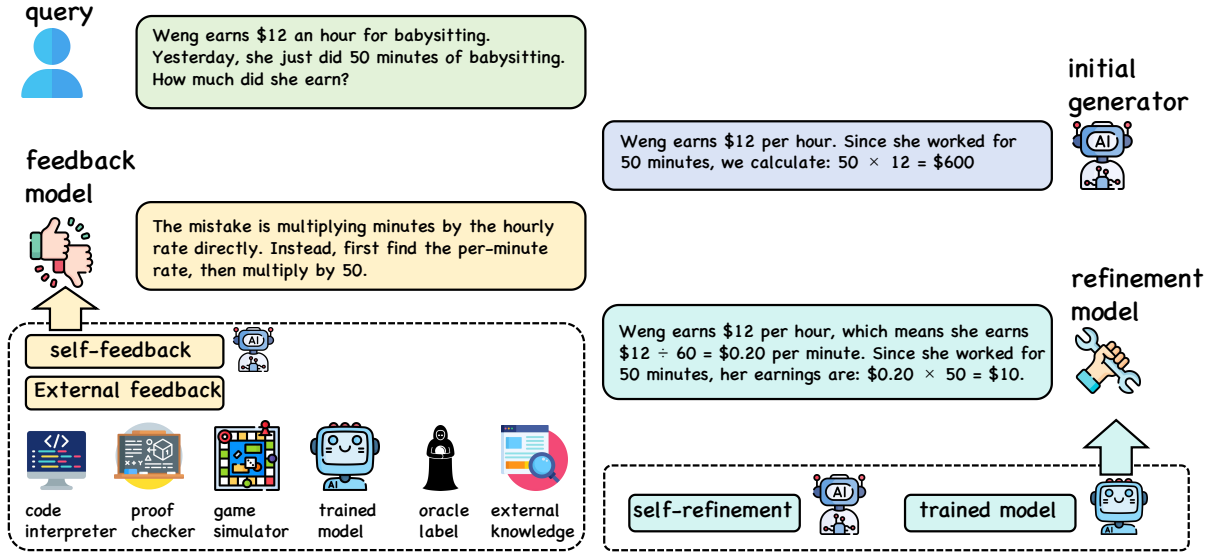 query
Weng earns $12 an hour for babysitting.
Yesterday, she just did 50 minutes of babysitting.
How much did she earn?
initial
generator
AI
Weng earns $12 per hour. Since she worked for
50 minutes, we calculate: 50 × 12 = $600
feedback
model
The mistake is multiplying minutes by the hourly
rate directly. Instead, first find the per-minute
rate, then multiply by 50.
refinement
model
Weng earns $12 per hour, which means she earns
$12 ÷ 60 = $0.20 per minute. Since she worked for
50 minutes, her earnings are: $0.20 × 50 = $10.
self-feedback
AI
External feedback
</>
X+Y
AI
code
interpreter
proof
checker
game
simulator
trained
model
oracle
label
external
knowledge
self-refinement
AI
trained model
AI